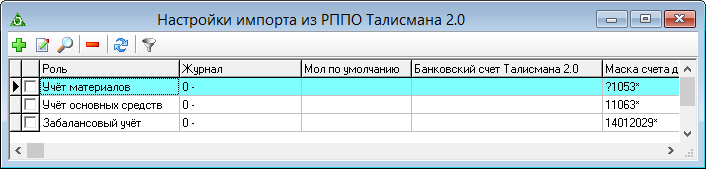 Настройки импорта из РППО Талисмана 2.0
Роль Журнал Мол по умолчанию Банковский счет Талисмана 2.0 Маска счета д
Учёт материалов 0 - ?1053*
Учёт основных средств 0 - 11063*
Забалансовый учёт 0 - 14012029*